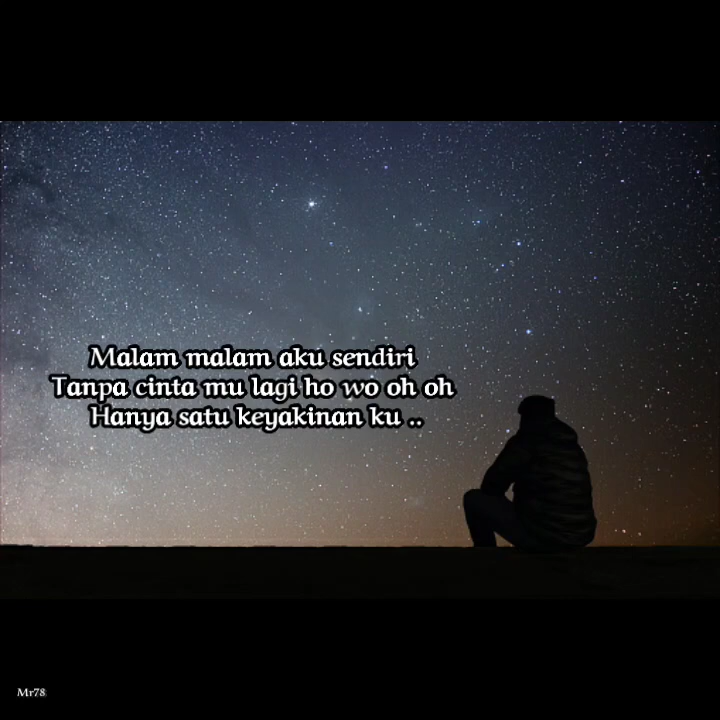 Malam malam aku sendiri
Tanpa cinta mu lagi ho wo oh oh
Hanya satu keyakinan ku ..
Mr78